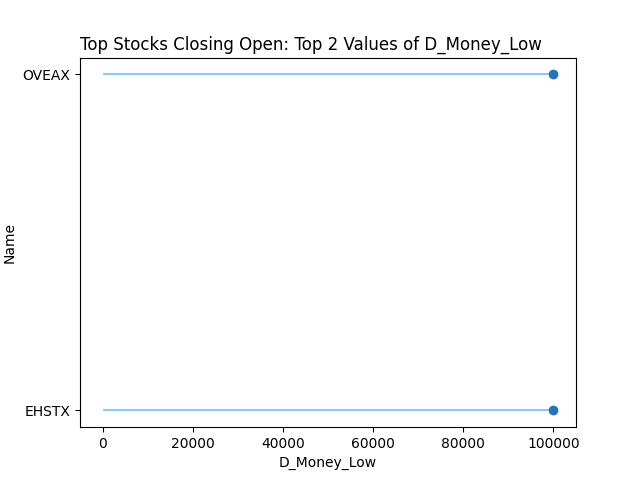 Top Stocks Closing Open: Top 2 Values of D_Money_Low
OVEAX
Name
EHSTX
0 20000 40000 60000 80000 100000
D_Money_Low